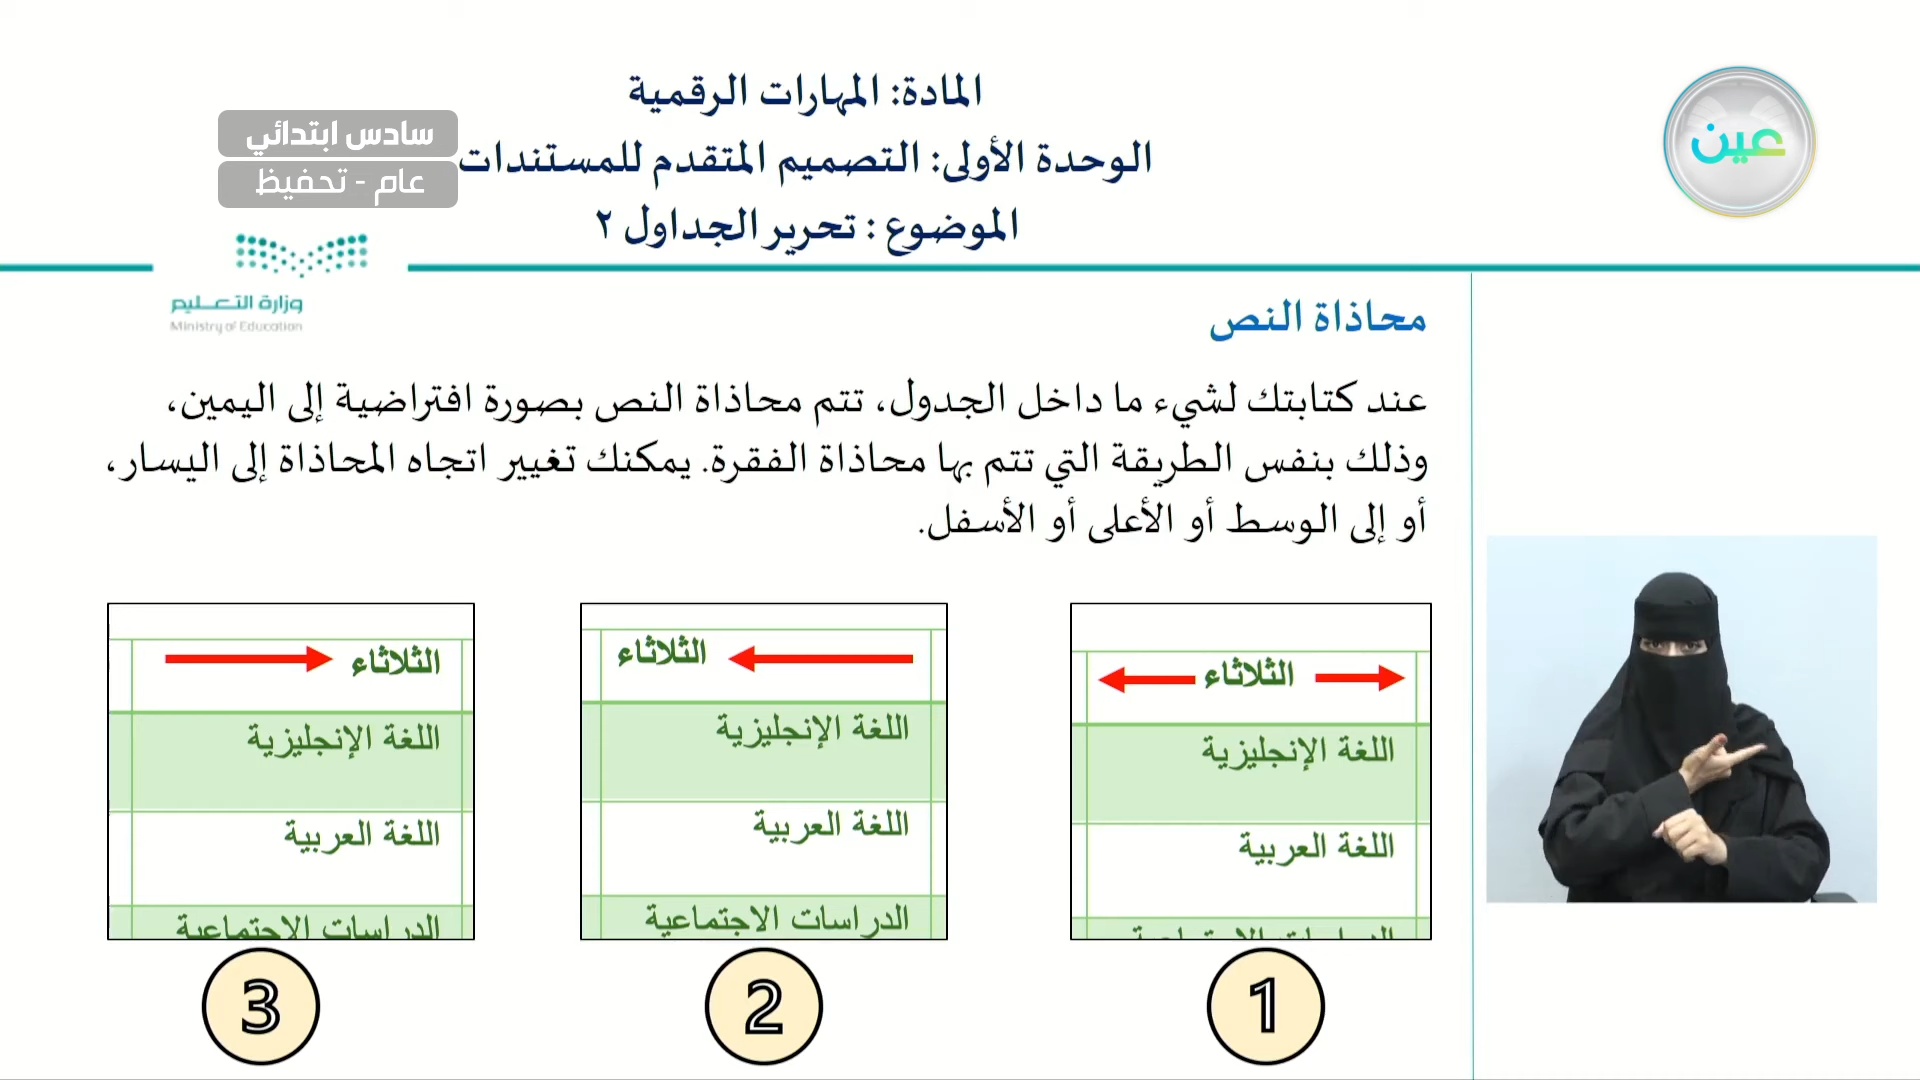 المادة: المهارات الرقمية
الوحدة الأولى: التصميم المتقدم للمستندات
الموضوع : تحرير الجداول ٢
عين
سادس ابتدائي
عام - تحفيظ
وزارة التعليم
Ministry of Education
محاذاة النص
عند كتابتك لشيء ما داخل الجدول، تتم محاذاة النص بصورة افتراضية إلى اليمين،
وذلك بنفس الطريقة التي تتم بها محاذاة الفقرة. يمكنك تغيير اتجاه المحاذاة إلى اليسار،
أو إلى الوسط أو الأعلى أو الأسفل.
الثلاثاء
اللغة الإنجليزية
اللغة العربية
1
الثلاثاء
اللغة الإنجليزية
اللغة العربية
الدراسات الاجتماعية
2
الثلاثاء
اللغة الإنجليزية
اللغة العربية
الدراسات الاجتماعية
3